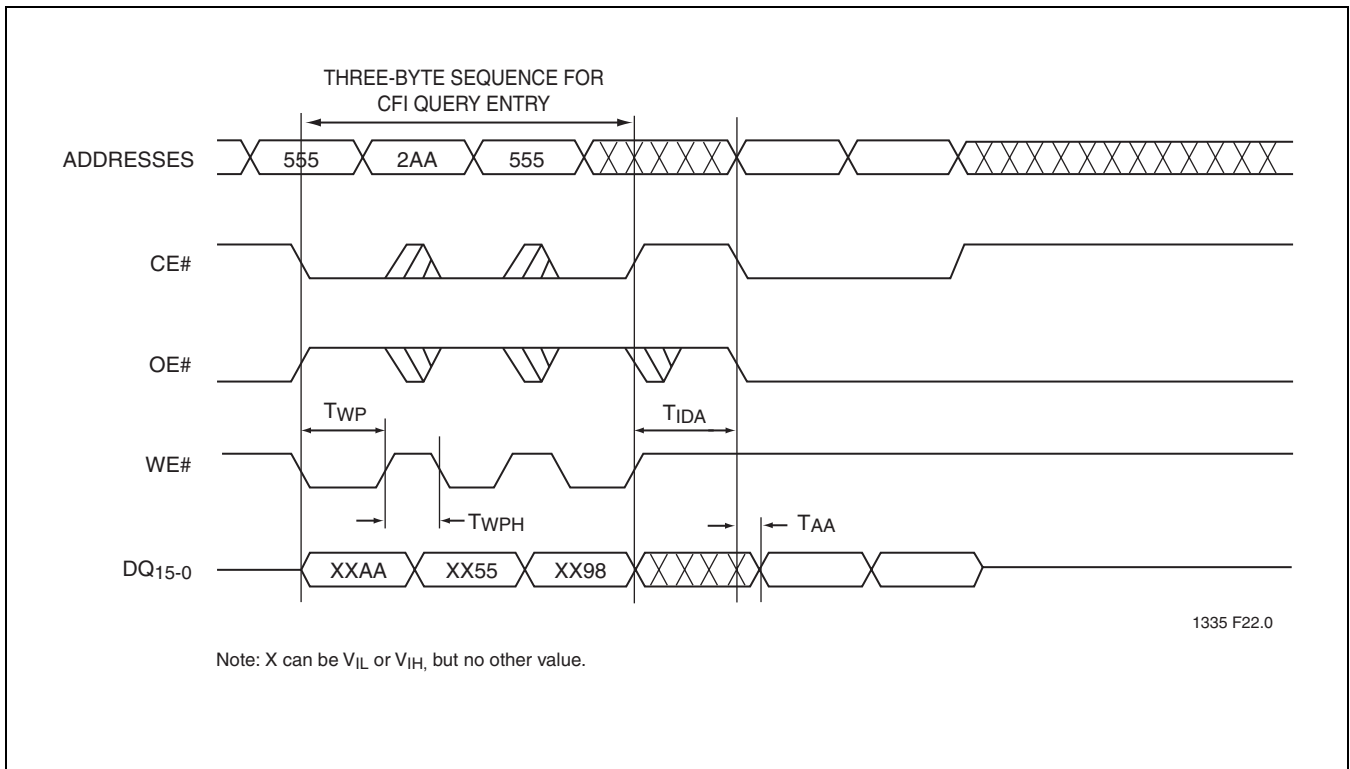 THREE-BYTE SEQUENCE FOR
CFI QUERY ENTRY
ADDRESSES 555 2AA 555
CE#
OE#
TWP TIDA
WE#
TWPH TAA
DQ15-0 XXAA XX55 XX98
1335 F22.0
Note: X can be VIL or VIH, but no other value.